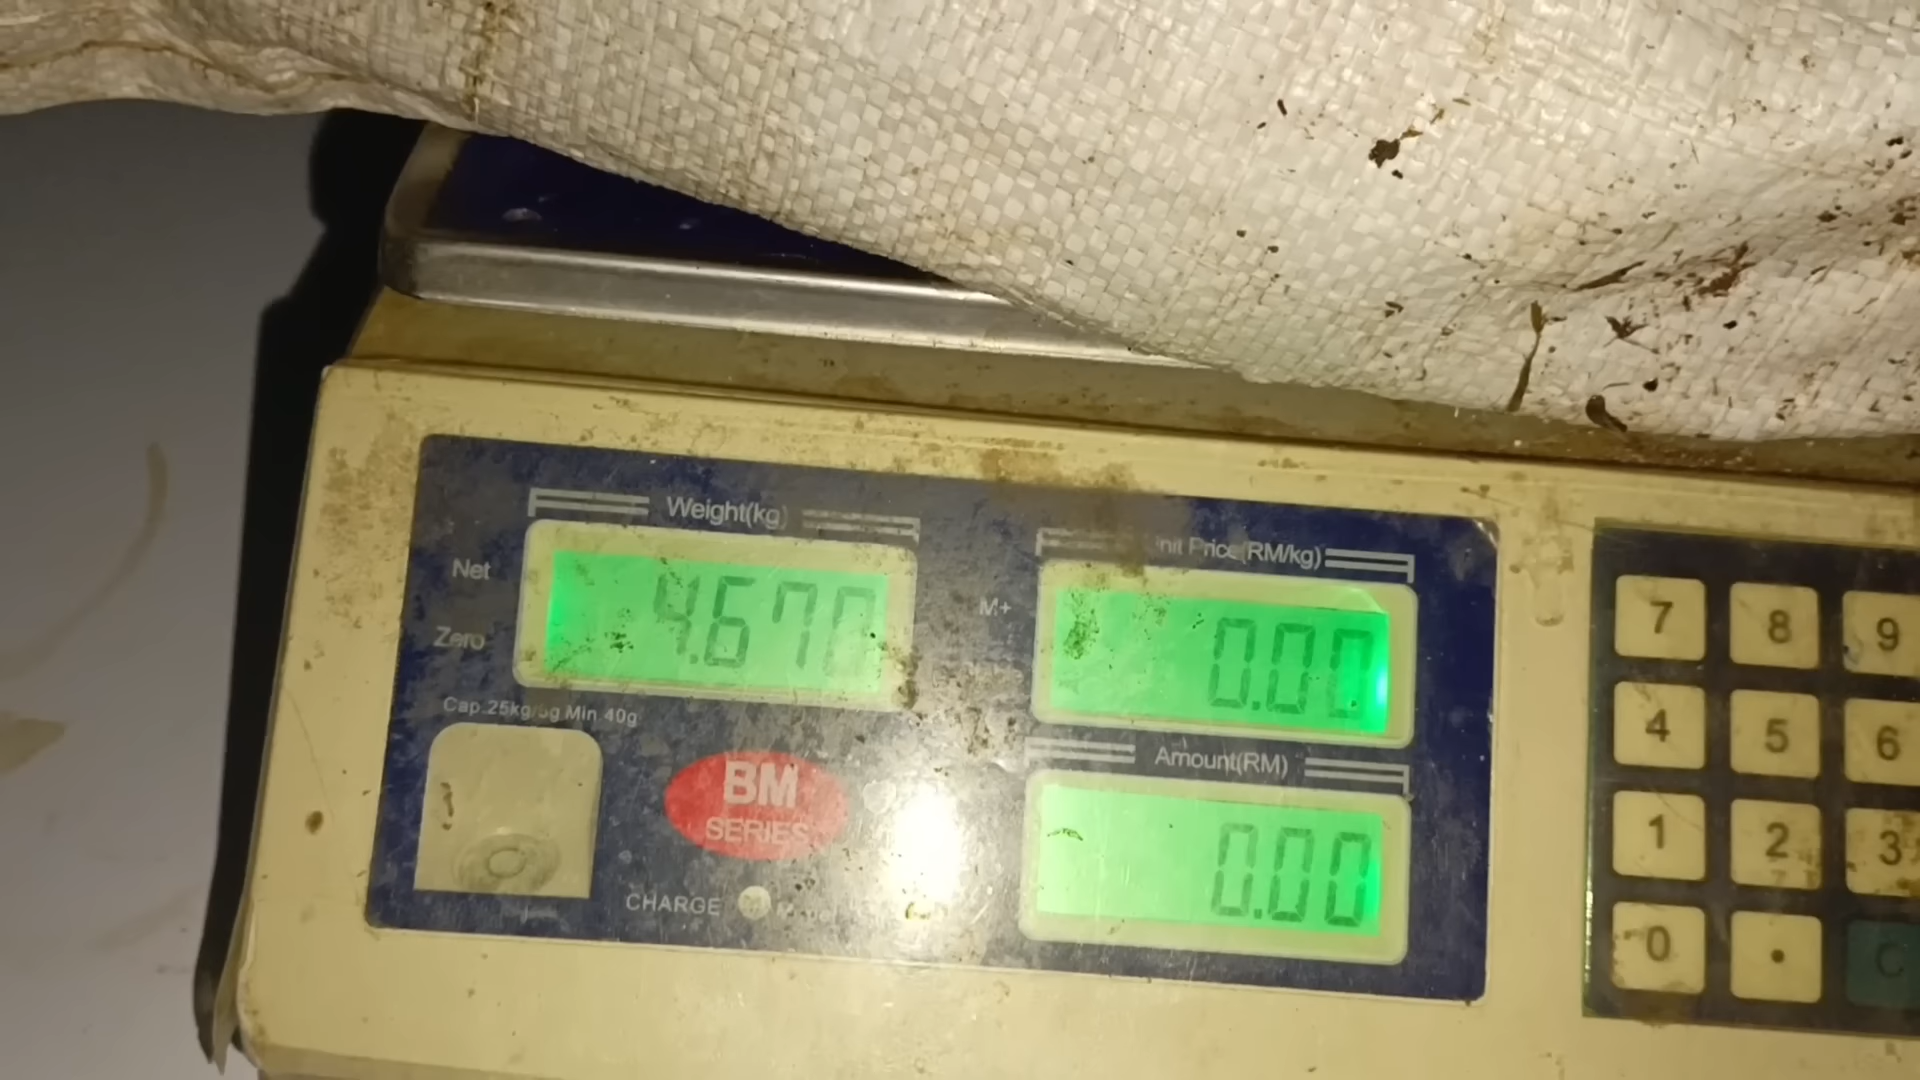 Weight(kg)
Net
Zero
4.670
Cap.25kg/5g Min 40g
BM
SERIES
CHARGE
Unit Price(RM/kg)
M+
0.00
Amount(RM)
0.00
7 8 9
4 5 6
1 2 3
0 . C